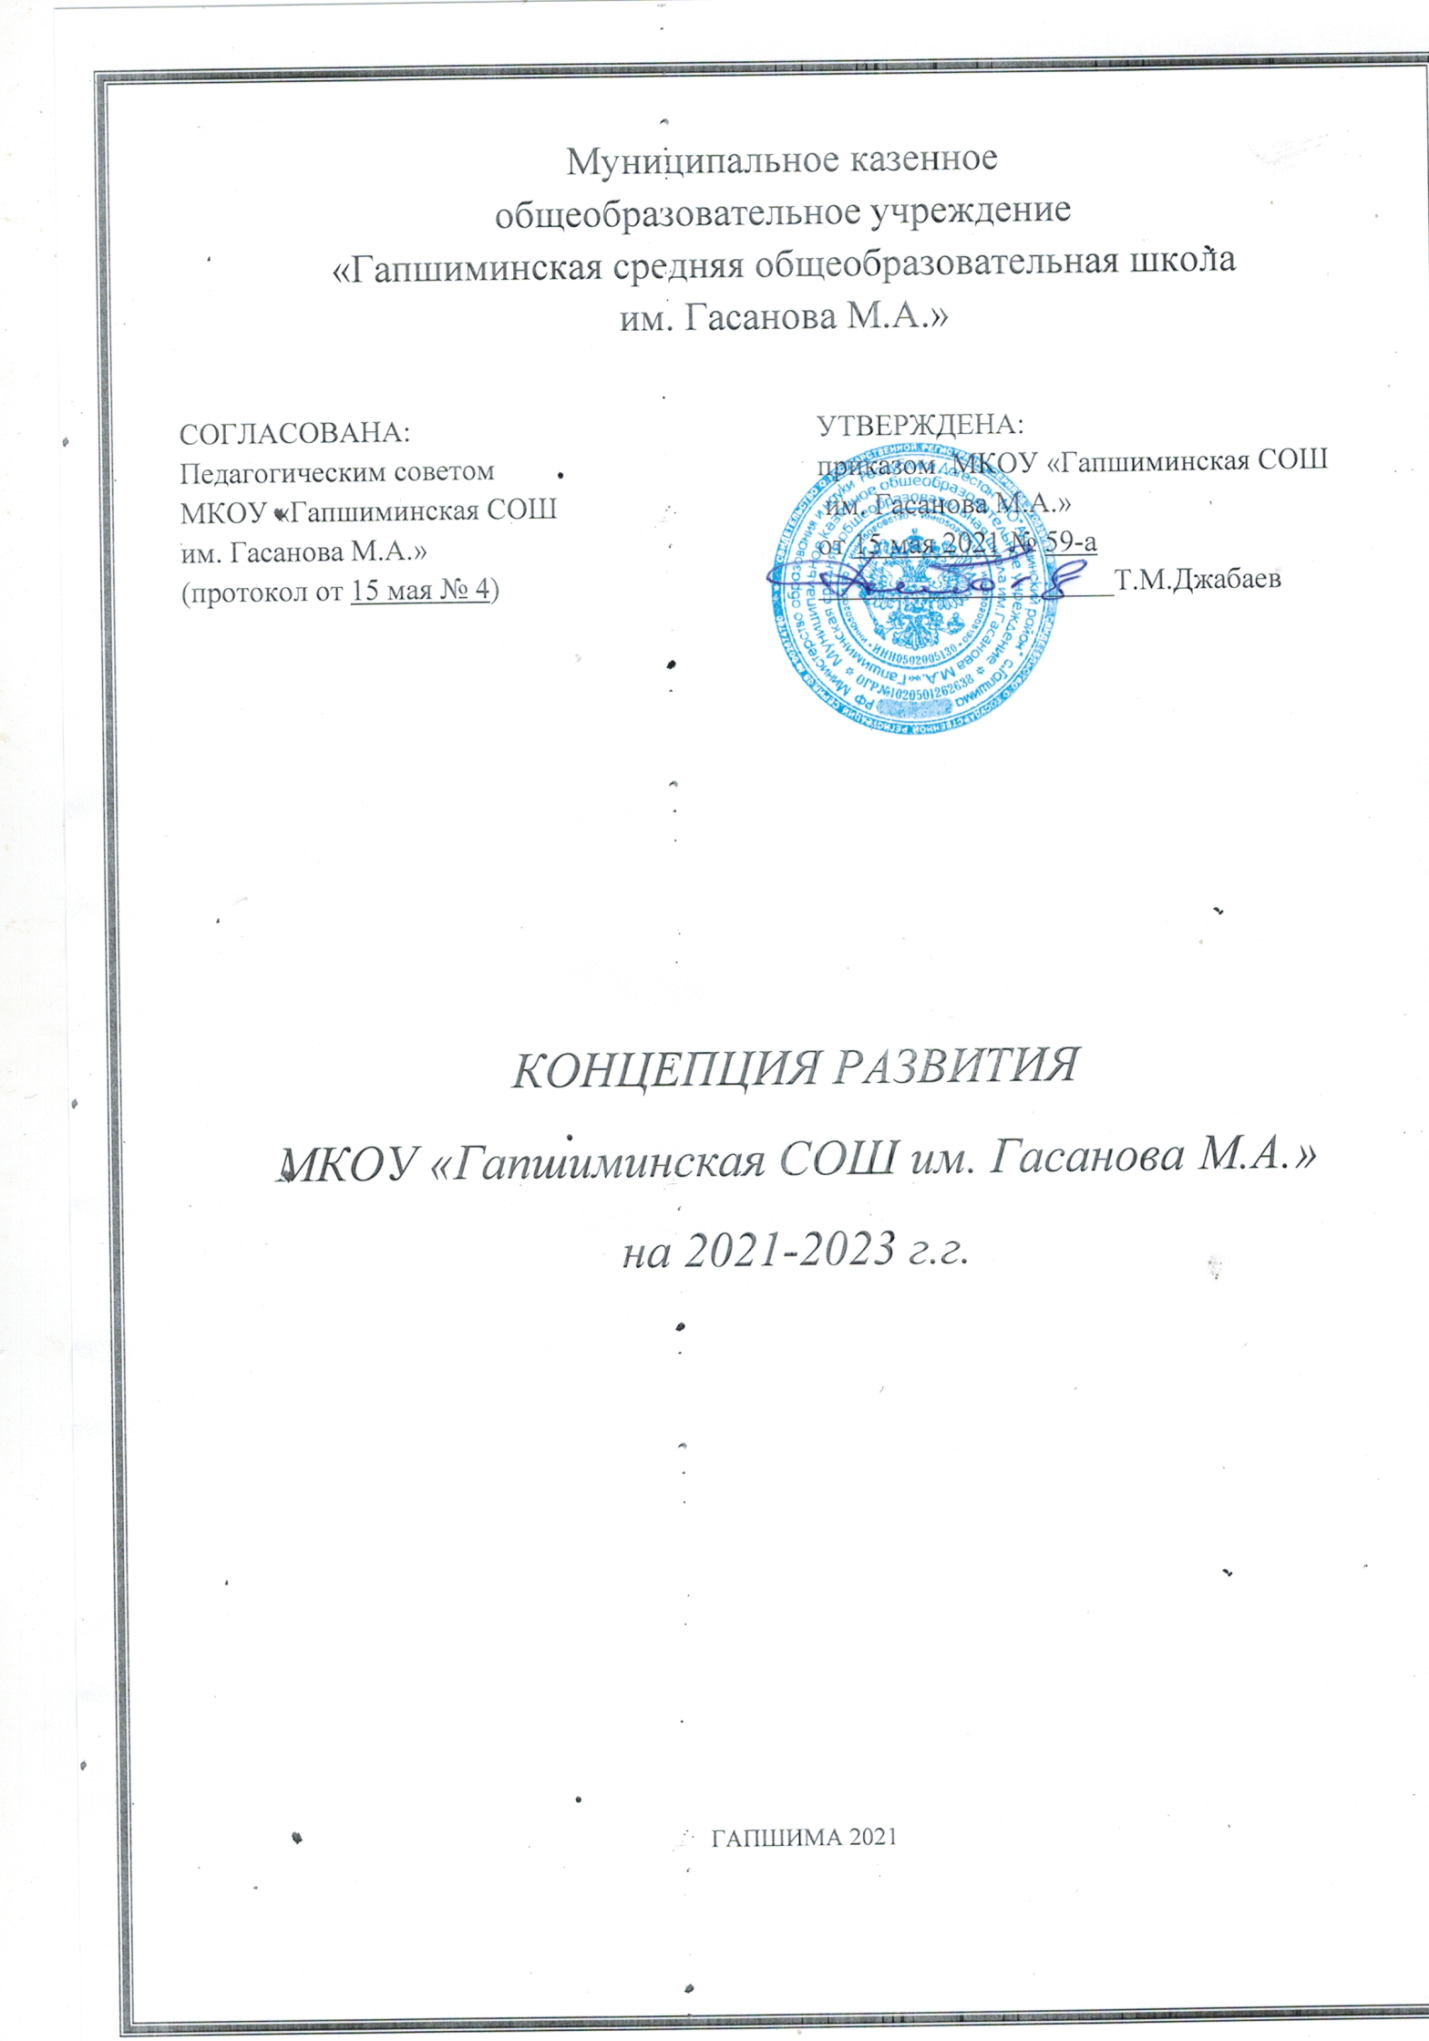 Муниципальное казенное
общеобразовательное учреждение
«Гапшиминская средняя общеобразовательная школа
им. Гасанова М.А.»
СОГЛАСОВАНА:
Педагогическим советом
МКОУ «Гапшиминская СОШ
им. Гасанова М.А.»
(протокол от 15 мая № 4)
УТВЕРЖДЕНА:
приказом МКОУ «Гапшиминская СОШ
им. Гасанова М.А.»
от 15 мая 2021 № 59-а
Т.М.Джабаев
ИНН0502005130
ОГР№1020501262638
КОНЦЕПЦИЯ РАЗВИТИЯ
МКОУ «Гапшиминская СОШ им. Гасанова М.А.»
на 2021-2023 г.г.
ГАПШИМА 2021